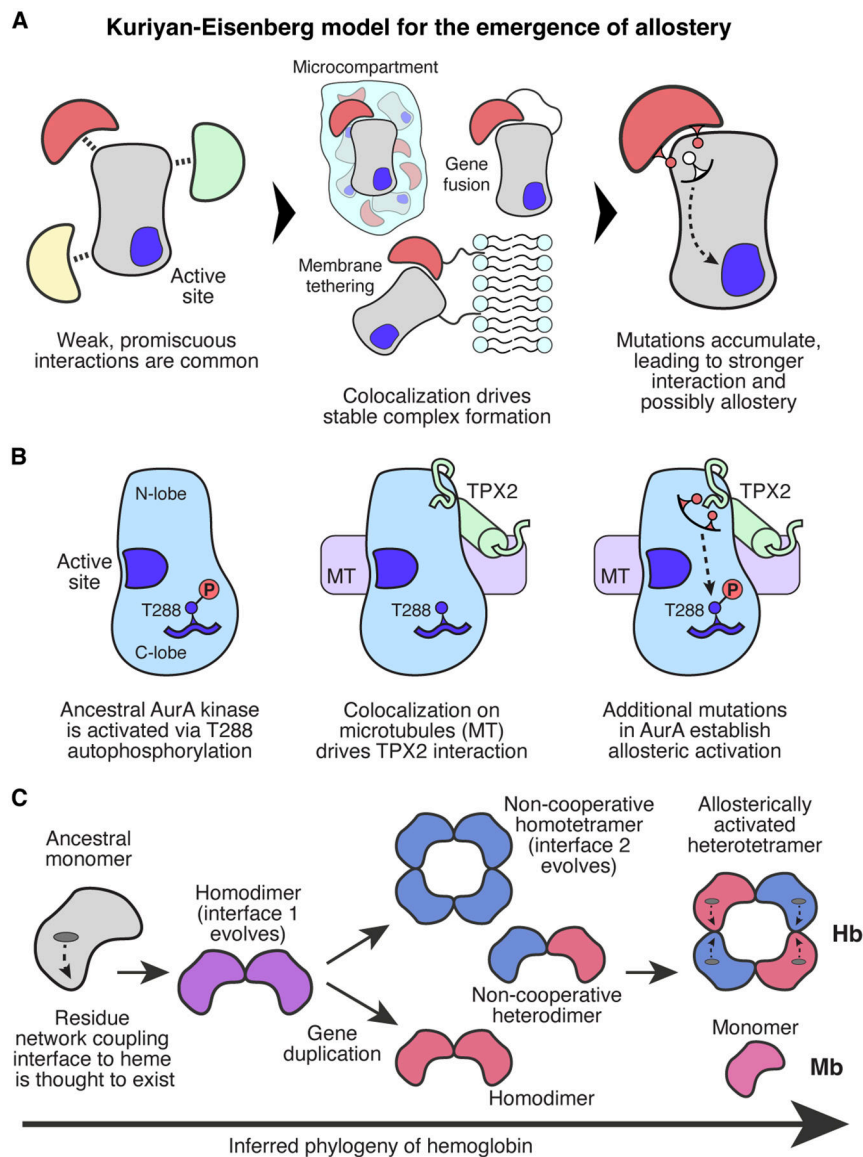 A
Kuriyan-Eisenberg model for the emergence of allostery
Active
site
Weak, promiscuous
interactions are common
Microcompartment
Gene
fusion
Membrane
tethering
Colocalization drives
stable complex formation
Mutations accumulate,
leading to stronger
interaction and
possibly allostery
B
N-lobe
Active
site
P
T288
C-lobe
Ancestral AurA kinase
is activated via T288
autophosphorylation
TPX2
MT
T288
Colocalization on
microtubules (MT)
drives TPX2 interaction
TPX2
MT
P
T288
Additional mutations
in AurA establish
allosteric activation
C
Ancestral
monomer
Residue
network coupling
interface to heme
is thought to exist
Homodimer
(interface 1
evolves)
Gene
duplication
Non-cooperative
homotetramer
(interface 2
evolves)
Non-cooperative
heterodimer
Homodimer
Allosterically
activated
heterotetramer
Hb
Monomer
Mb
Inferred phylogeny of hemoglobin